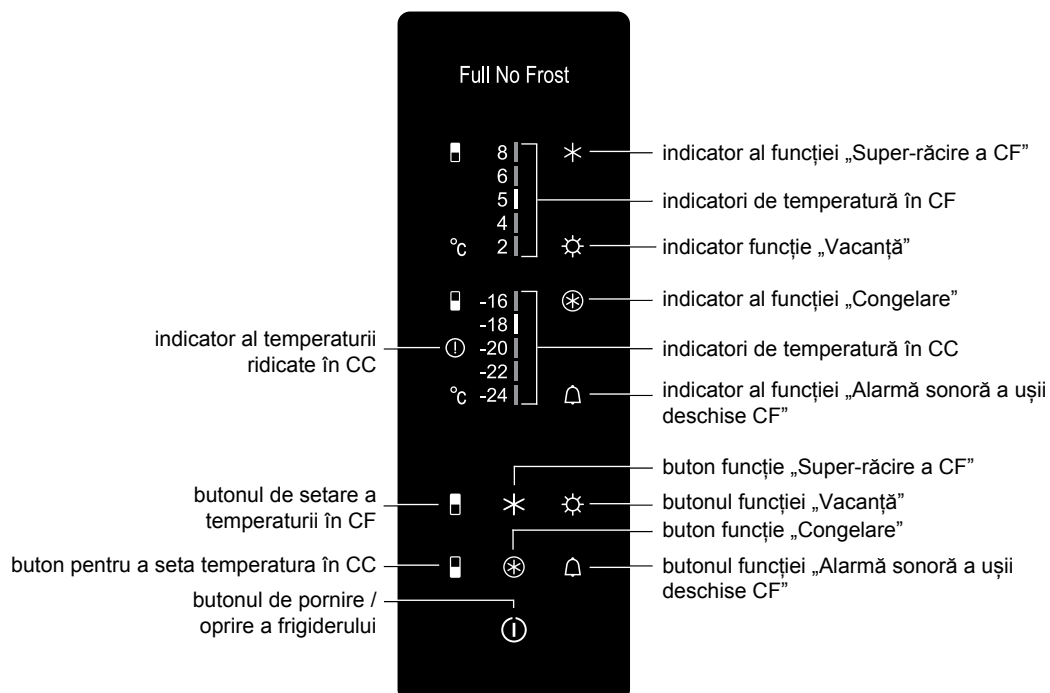 Full No Frost
8
6
5
4
°C 2
indicator al funcției „Super-răcire a CF”
indicatori de temperatură în CF
indicator funcție „Vacanță”
-16
-18
-20
-22
°C -24
indicator al temperaturii
ridicate în CC
indicator al funcției „Congelare”
indicatori de temperatură în CC
indicator al funcției „Alarmă sonoră a ușii
deschise CF”
butonul de setare a
temperaturii în CF
buton pentru a seta temperatura în CC
butonul de pornire /
oprire a frigiderului
buton funcție „Super-răcire a CF”
butonul funcției „Vacanță”
buton funcție „Congelare”
butonul funcției „Alarmă sonoră a ușii
deschise CF”